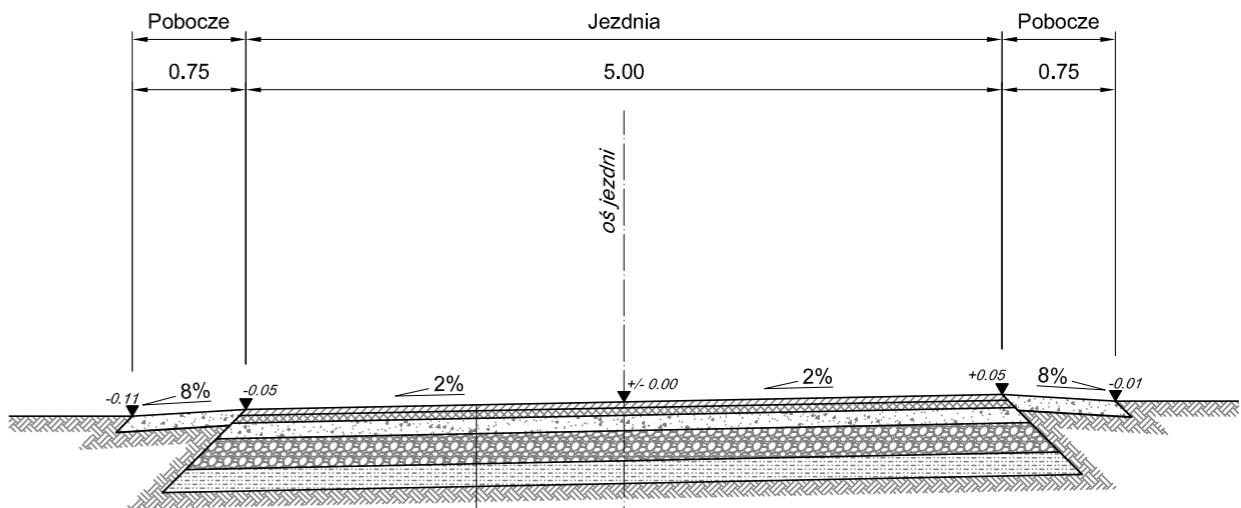 Pobocze Jezdnia Pobocze
0.75 5.00 0.75
oś jezdni
-0.11 8% -0.05 2% +/- 0.00 2% +0.05 8% -0.01